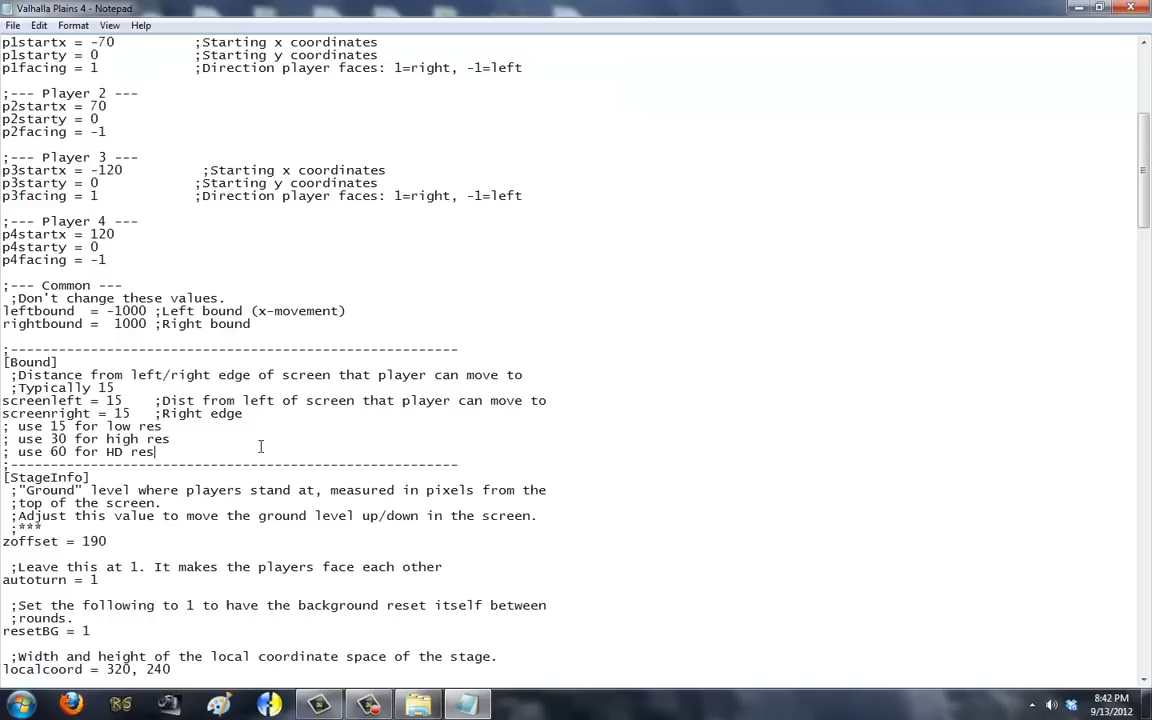 Valhalla Plains 4 - Notepad
File Edit Format View Help
p1startx = -70 ;Starting x coordinates
p1starty = 0 ;Starting y coordinates
p1facing = 1 ;Direction player faces: 1=right, -1=left
;--- Player 2 ---
p2startx = 70
p2starty = 0
p2facing = -1
;--- Player 3 ---
p3startx = -120 ;Starting x coordinates
p3starty = 0 ;Starting y coordinates
p3facing = 1 ;Direction player faces: 1=right, -1=left
;--- Player 4 ---
p4startx = 120
p4starty = 0
p4facing = -1
;--- Common ---
;Don't change these values.
leftbound = -1000 ;Left bound (x-movement)
rightbound = 1000 ;Right bound
;-------------------------------------------------------
[Bound]
;Distance from left/right edge of screen that player can move to
;Typically 15
screenleft = 15 ;Dist from left of screen that player can move to
screenright = 15 ;Right edge
; use 15 for low res
; use 30 for high res
; use 60 for HD res
;-------------------------------------------------------
[StageInfo]
;"Ground" level where players stand at, measured in pixels from the
;top of the screen.
;Adjust this value to move the ground level up/down in the screen.
;***
zoffset = 190
;Leave this at 1. It makes the players face each other
autoturn = 1
;Set the following to 1 to have the background reset itself between
;rounds.
resetBG = 1
;Width and height of the local coordinate space of the stage.
localcoord = 320, 240
RS
8:42 PM
9/13/2012